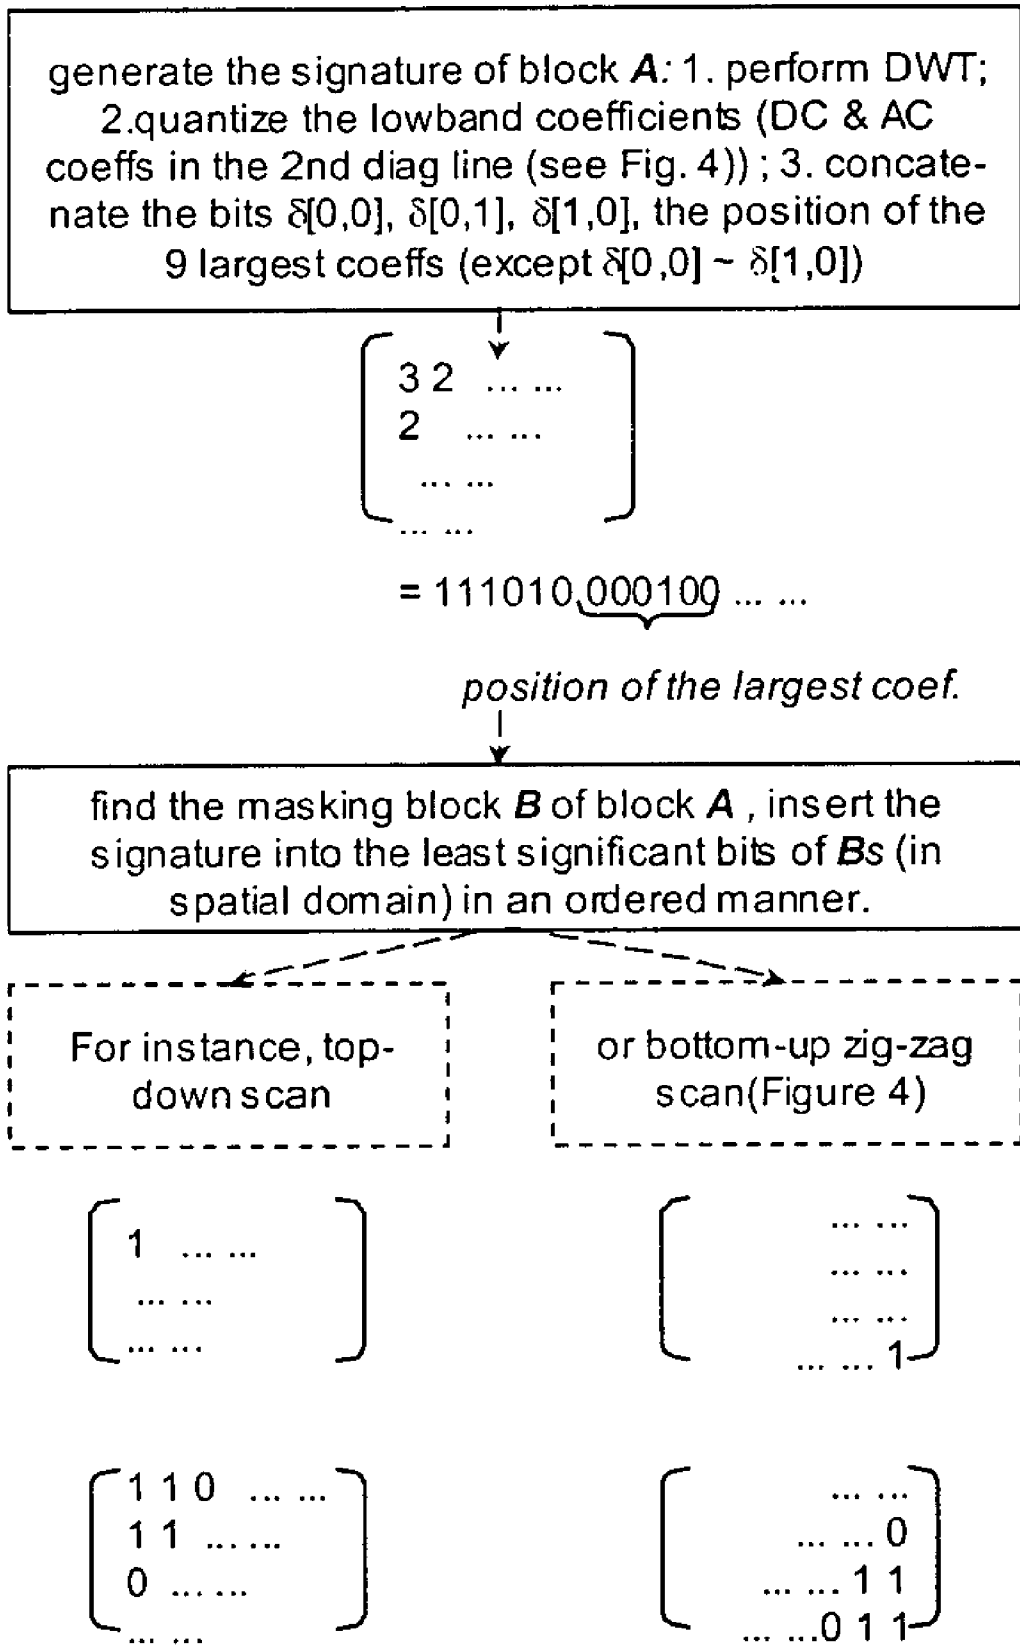 generate the signature of block A: 1. perform DWT;
2.quantize the lowband coefficients (DC & AC
coeffs in the 2nd diag line (see Fig. 4)) ; 3. concate-
nate the bits δ[0,0], δ[0,1], δ[1,0], the position of the
9 largest coeffs (except δ[0,0] ~ δ[1,0])
3 2 ... ...
2 ... ...
... ...
... ...
= 111010 000100 ... ...
position of the largest coef.
find the masking block B of block A , insert the
signature into the least significant bits of Bs (in
spatial domain) in an ordered manner.
For instance, top-
down scan
or bottom-up zig-zag
scan(Figure 4)
1 ... ...
... ...
... ...
... ...
... ...
... ...
... ... 1
1 1 0 ... ...
1 1 ... ...
0 ... ...
... ...
... ...
... ... 0
... ... 1 1
... ...0 1 1